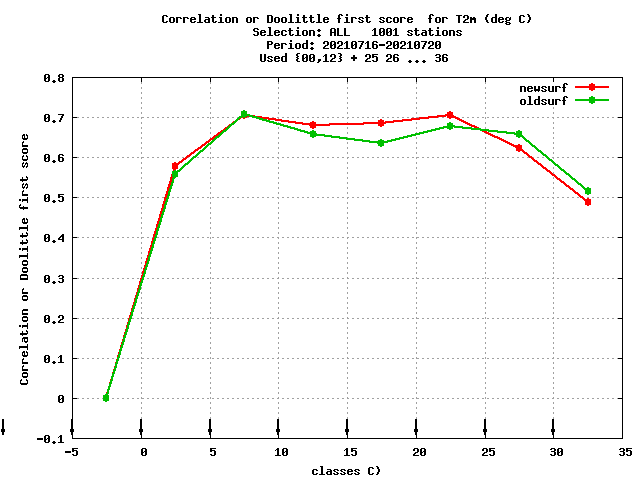 Correlation or Doolittle first score  for T2m (deg C)
Selection: ALL   1001 stations
Period: 20210716-20210720
Used {00,12} + 25 26 ... 36
newsurf
oldsurf
Correlation or Doolittle first score
0.8
0.7
0.6
0.5
0.4
0.3
0.2
0.1
0
-0.1
-5 0 5 10 15 20 25 30 35
classes C)